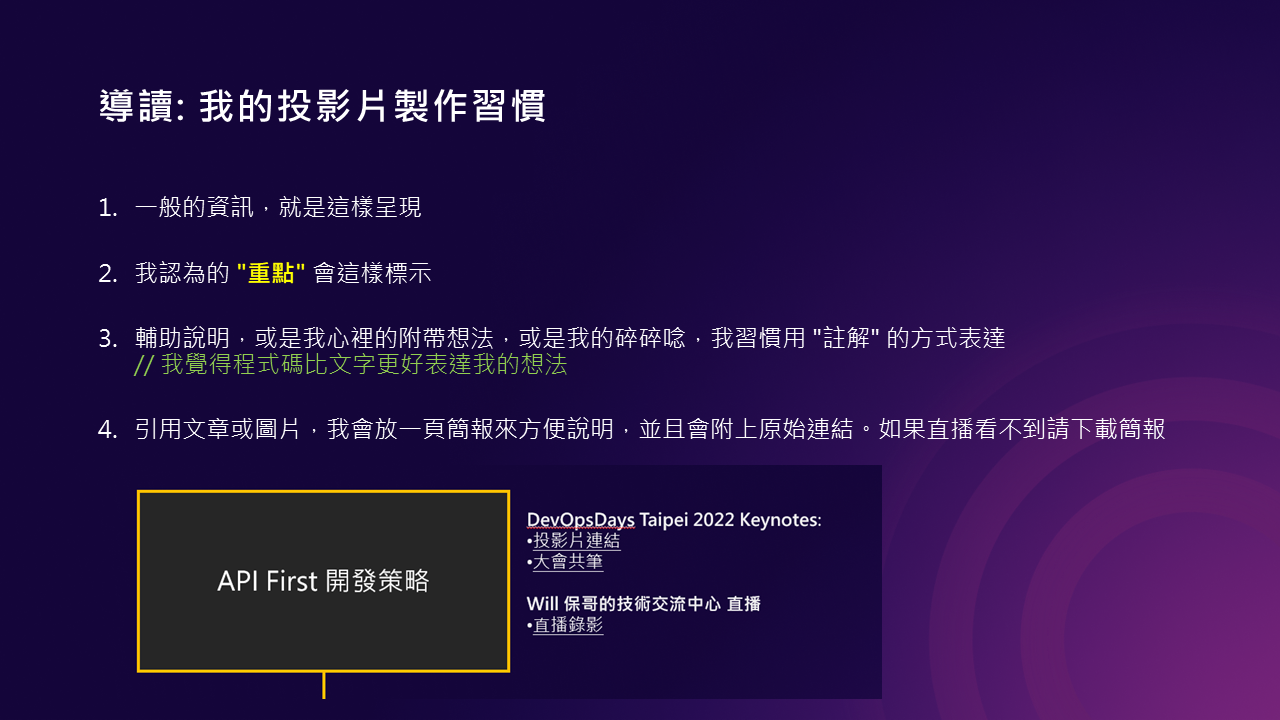 導讀: 我的投影片製作習慣
1. 一般的資訊，就是這樣呈現
2. 我認為的 "重點" 會這樣標示
3. 輔助說明，或是我心裡的附帶想法，或是我的碎碎唸，我習慣用 "註解" 的方式表達
// 我覺得程式碼比文字更好表達我的想法
4. 引用文章或圖片，我會放一頁簡報來方便說明，並且會附上原始連結。如果直播看不到請下載簡報
API First 開發策略
DevOpsDays Taipei 2022 Keynotes:
•投影片連結
•大會共筆
Will 保哥的技術交流中心 直播
•直播錄影